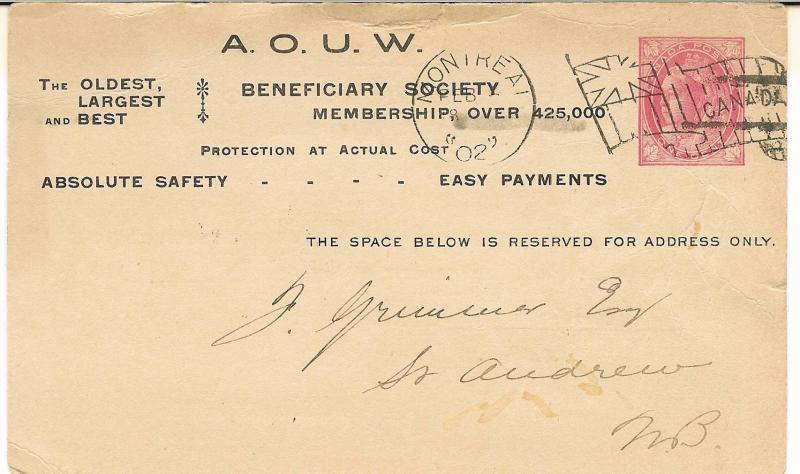 A. O. U. W.
THE OLDEST,
LARGEST
AND BEST
BENEFICIARY SOCIETY
MEMBERSHIP OVER 425,000
PROTECTION AT ACTUAL COST
ABSOLUTE SAFETY - - - - EASY PAYMENTS
MONTREAL
FEB
02
CANADA
THE SPACE BELOW IS RESERVED FOR ADDRESS ONLY.
J. Grimmer Esq
St Andrew
N.B.